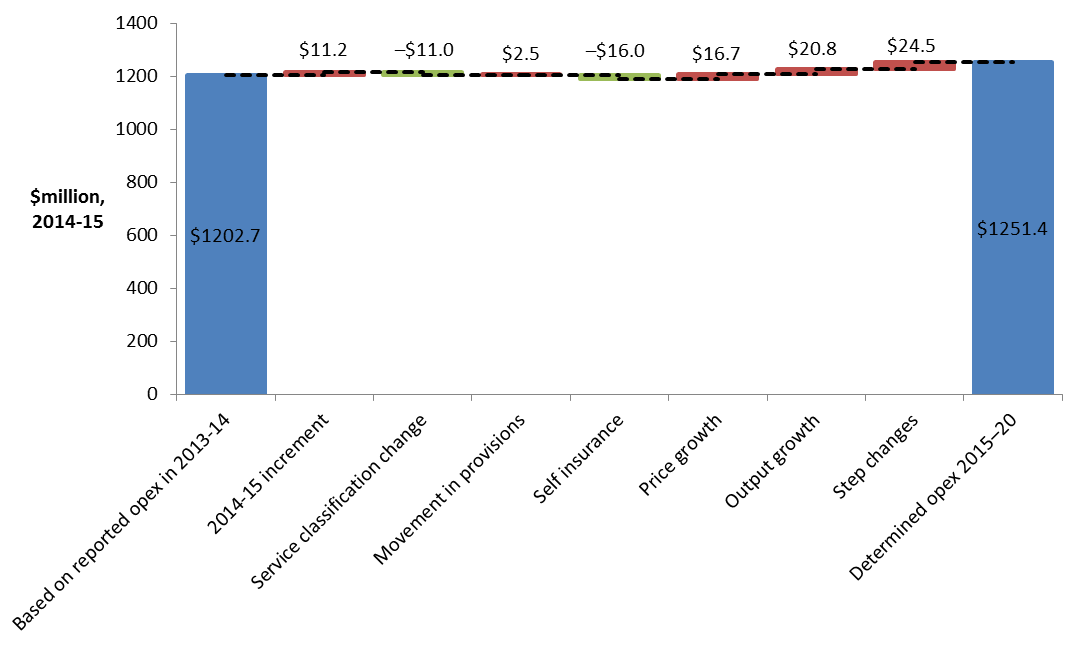 1400
1200
1000
800
600
400
200
0
$million,
2014-15
$1202.7
$11.2
–$11.0
$2.5
–$16.0
$16.7
$20.8
$24.5
$1251.4
Based on reported opex in 2013-14
2014-15 increment
Service classification change
Movement in provisions
Self insurance
Price growth
Output growth
Step changes
Determined opex 2015–20